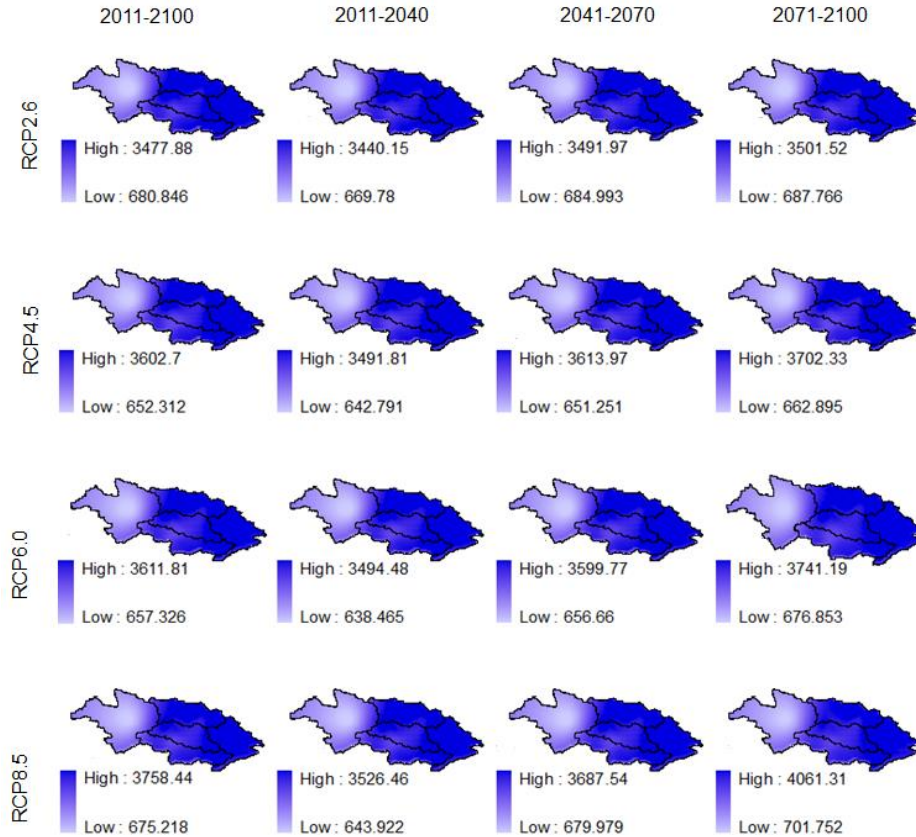 2011-2100 2011-2040 2041-2070 2071-2100
RCP2.6
High : 3477.88 High : 3440.15 High : 3491.97 High : 3501.52
Low : 680.846 Low : 669.78 Low : 684.993 Low : 687.766
RCP4.5
High : 3602.7 High : 3491.81 High : 3613.97 High : 3702.33
Low : 652.312 Low : 642.791 Low : 651.251 Low : 662.895
RCP6.0
High : 3611.81 High : 3494.48 High : 3599.77 High : 3741.19
Low : 657.326 Low : 638.465 Low : 656.66 Low : 676.853
RCP8.5
High : 3758.44 High : 3526.46 High : 3687.54 High : 4061.31
Low : 675.218 Low : 643.922 Low : 679.979 Low : 701.752